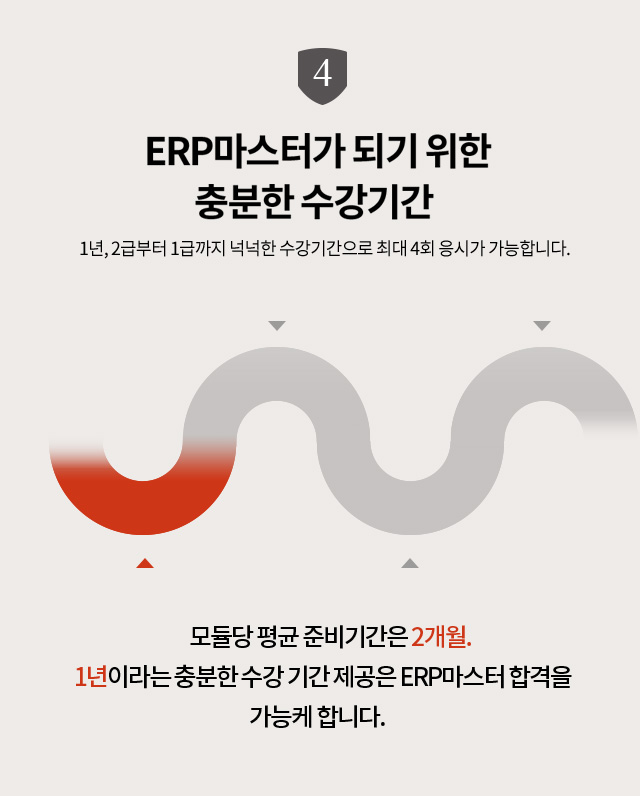 4
ERP마스터가 되기 위한
충분한 수강기간
1년, 2급부터 1급까지 넉넉한 수강기간으로 최대 4회 응시가 가능합니다.
모듈당 평균 준비기간은 2개월.
1년이라는 충분한 수강 기간 제공은 ERP마스터 합격을
가능케 합니다.